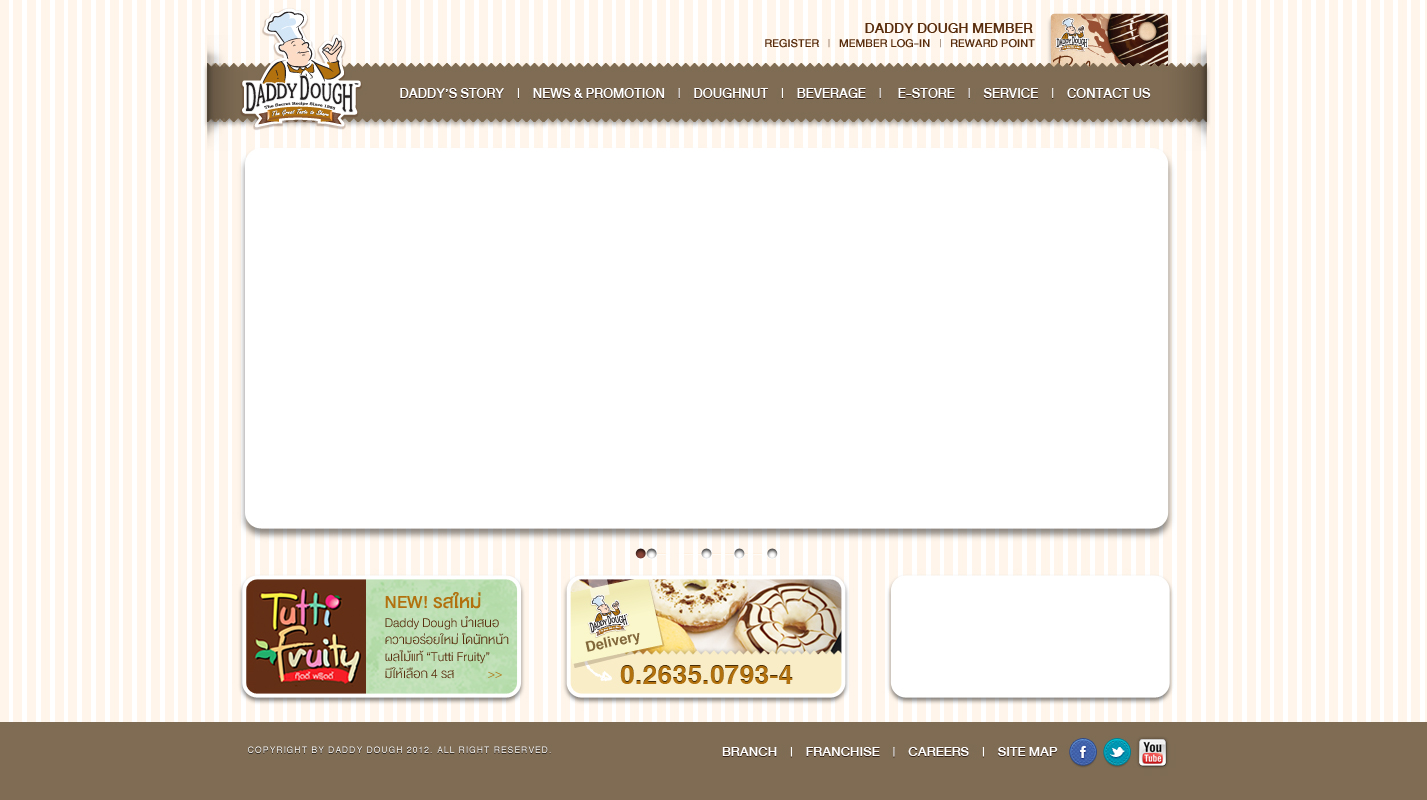 DADDY DOUGH MEMBER
REGISTER | MEMBER LOG-IN | REWARD POINT
DADDY DOUGH
DADDY DOUGH
The Secret Recipe Since 1999
The Great Taste to Share
DADDY'S STORY | NEWS & PROMOTION | DOUGHNUT | BEVERAGE | E-STORE | SERVICE | CONTACT US
Tutti
Fruity
ทุ๊ตตี้ ฟรุ๊ตตี้
NEW! รสใหม่
Daddy Dough นำเสนอ
ความอร่อยใหม่ โดนัทหน้า
ผลไม้แท้ “Tutti Fruity”
มีให้เลือก 4 รส >>
DADDY DOUGH
Delivery
0.2635.0793-4
COPYRIGHT BY DADDY DOUGH 2012. ALL RIGHT RESERVED.
BRANCH | FRANCHISE | CAREERS | SITE MAP
f
You
Tube